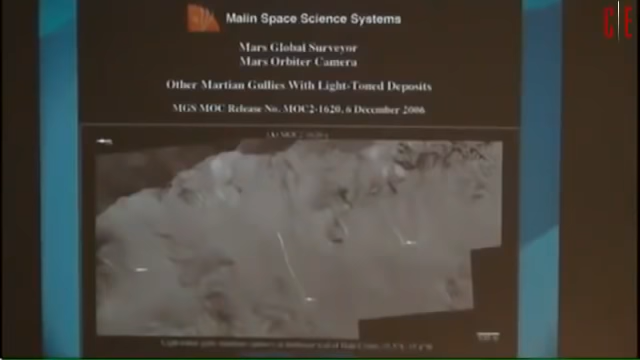 C E
Malin Space Science Systems
Mars Global Surveyor
Mars Orbiter Camera
Other Martian Gullies With Light-Toned Deposits
MGS MOC Release No. MOC2-1620, 6 December 2006